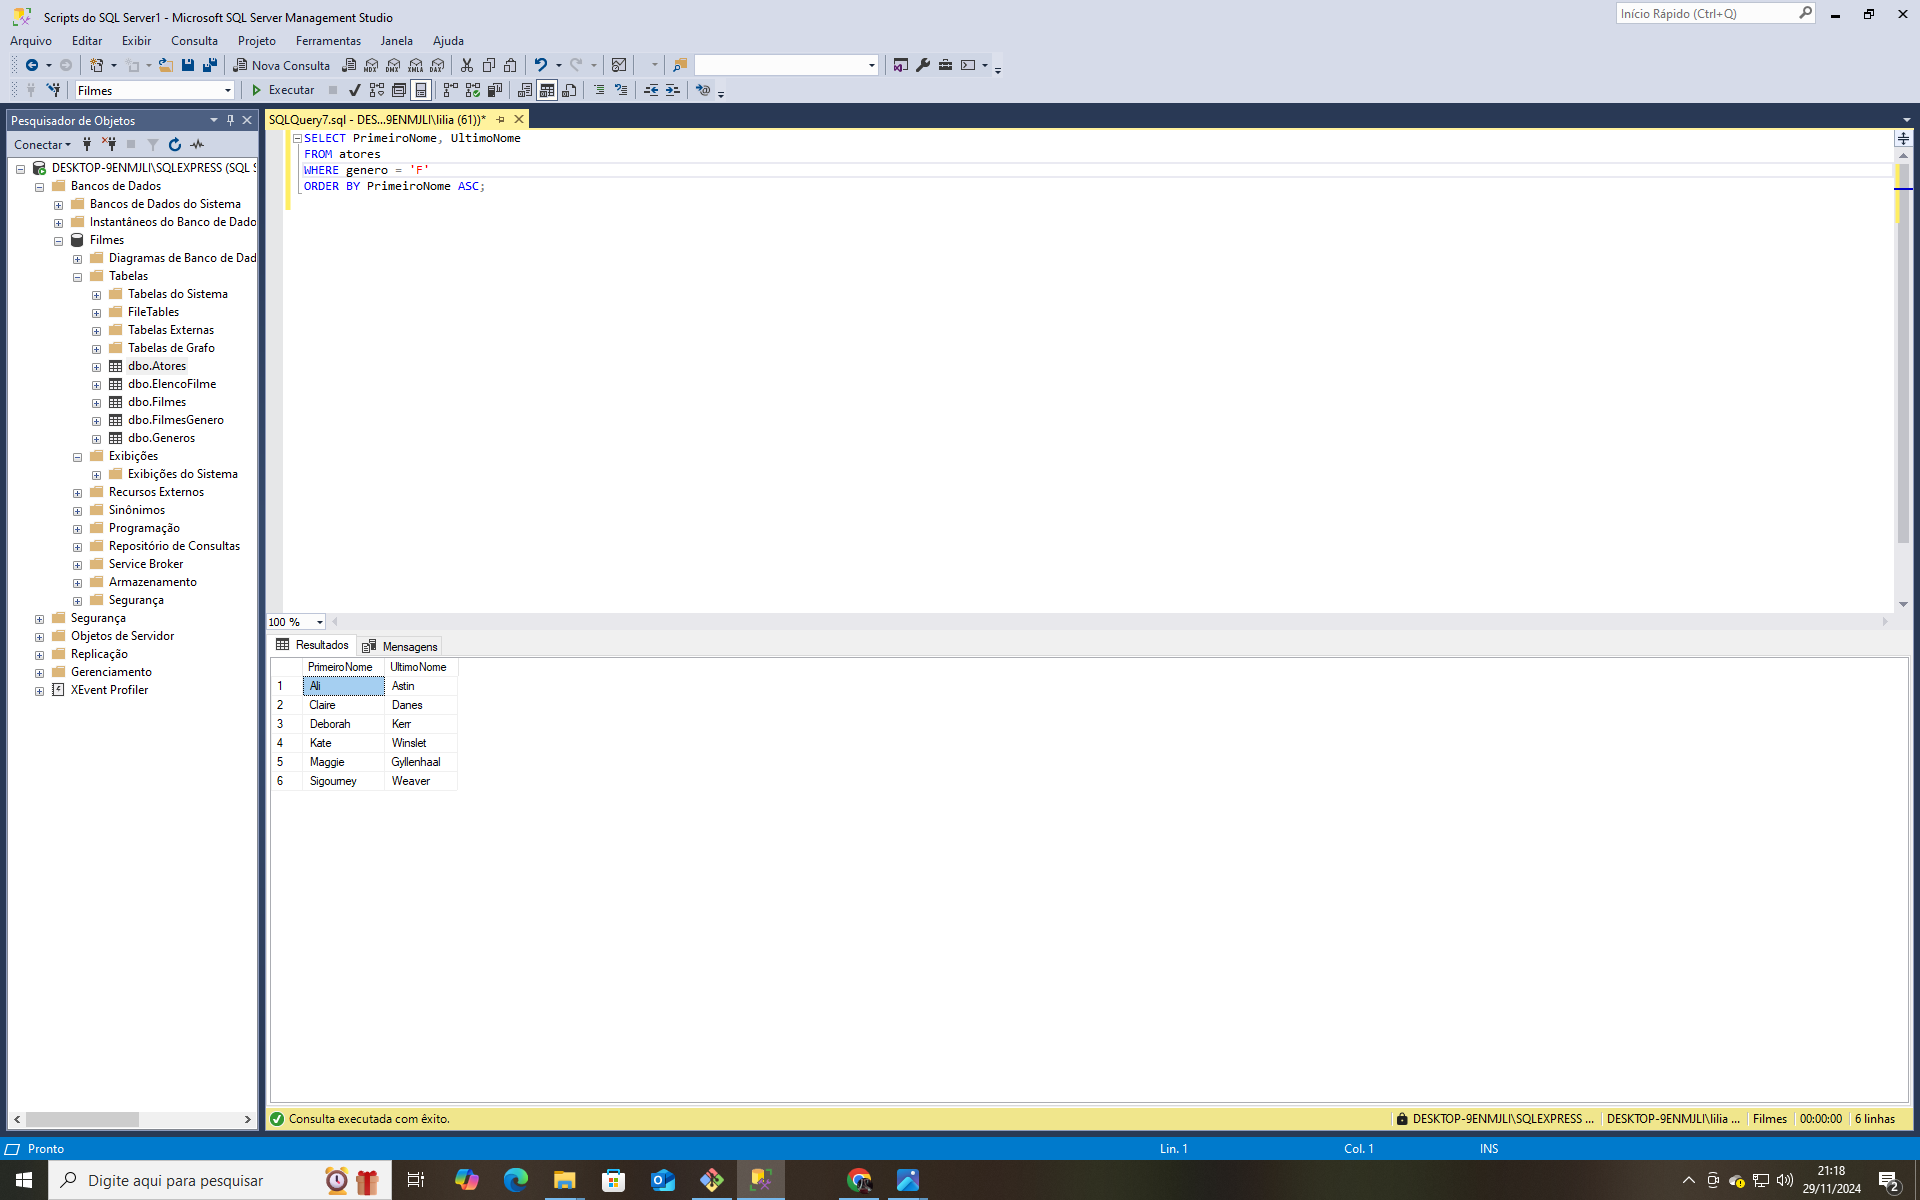 Scripts do SQL Server1 - Microsoft SQL Server Management Studio
Início Rápido (Ctrl+Q)
Arquivo Editar Exibir Consulta Projeto Ferramentas Janela Ajuda
Nova Consulta
MDX DMX XMLA DAX
Filmes
Executar
Pesquisador de Objetos
SQLQuery7.sql - DES...9ENMJLI\lilia (61))*
Conectar
DESKTOP-9ENMJLI\SQLEXPRESS (SQL S
Bancos de Dados
Bancos de Dados do Sistema
Instantâneos do Banco de Dado
Filmes
Diagramas de Banco de Dad
Tabelas
Tabelas do Sistema
FileTables
Tabelas Externas
Tabelas de Grafo
dbo.Atores
dbo.ElencoFilme
dbo.Filmes
dbo.FilmesGenero
dbo.Generos
Exibições
Exibições do Sistema
Recursos Externos
Sinônimos
Programação
Repositório de Consultas
Service Broker
Armazenamento
Segurança
Segurança
Objetos de Servidor
Replicação
Gerenciamento
XEvent Profiler
SELECT PrimeiroNome, UltimoNome
FROM atores
WHERE genero = 'F'
ORDER BY PrimeiroNome ASC;
100 %
Resultados Mensagens
PrimeiroNome UltimoNome
1 Ali Astin
2 Claire Danes
3 Deborah Kerr
4 Kate Winslet
5 Maggie Gyllenhaal
6 Sigourney Weaver
Consulta executada com êxito.
DESKTOP-9ENMJLI\SQLEXPRESS ... DESKTOP-9ENMJLI\lilia ... Filmes 00:00:00 6 linhas
Pronto Lin. 1 Col. 1 INS
Digite aqui para pesquisar
21:18
29/11/2024
2